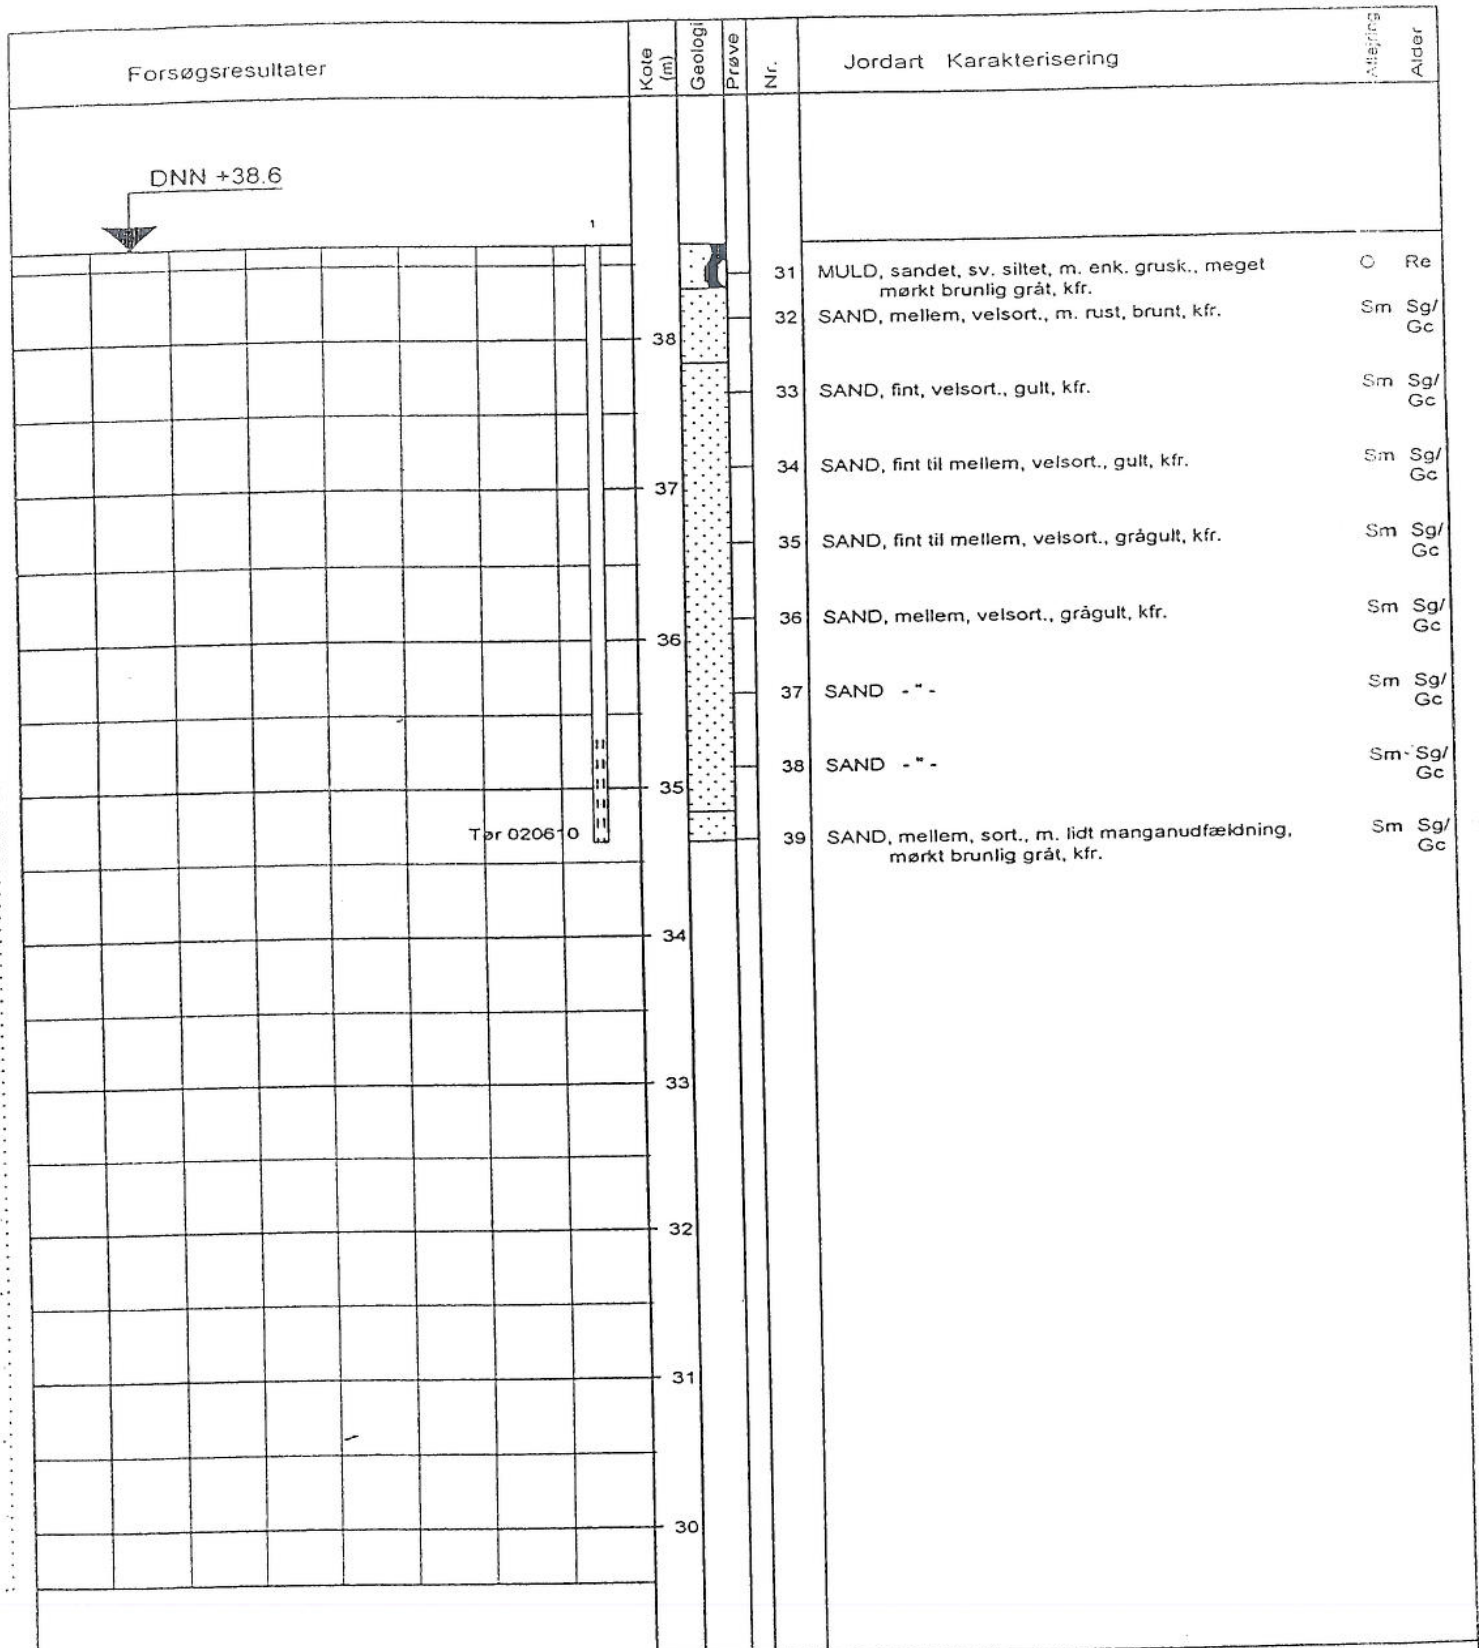 Forsøgsresultater
Kote
(m)
Geologi
Prøve
Nr.
Jordart Karakterisering
Aflejring
Alder
DNN +38.6
1
31 MULD, sandet, sv. siltet, m. enk. grusk., meget O Re
mørkt brunlig gråt, kfr.
32 SAND, mellem, velsort., m. rust, brunt, kfr. Sm Sg/
Gc
38
33 SAND, fint, velsort., gult, kfr. Sm Sg/
Gc
34 SAND, fint til mellem, velsort., gult, kfr. Sm Sg/
Gc
37
35 SAND, fint til mellem, velsort., grågult, kfr. Sm Sg/
Gc
36 SAND, mellem, velsort., grågult, kfr. Sm Sg/
Gc
36
37 SAND - " - Sm Sg/
Gc
38 SAND - " - Sm Sg/
Gc
35
Tør 020610
39 SAND, mellem, sort., m. lidt manganudfældning, Sm Sg/
Gc
mørkt brunlig gråt, kfr.
34
33
32
31
30